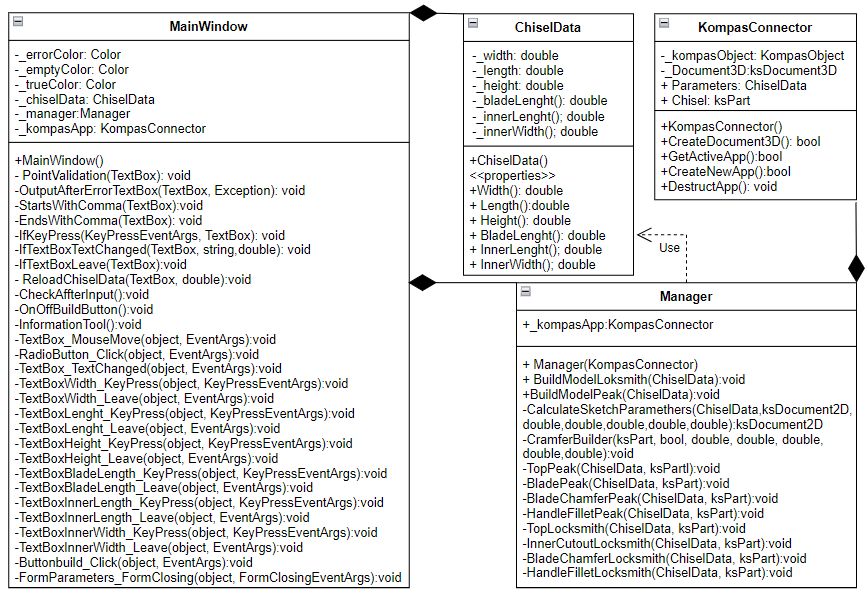 MainWindow
-_errorColor: Color
-_emptyColor: Color
-_trueColor: Color
-_chiselData: ChiselData
-_manager:Manager
-_kompasApp: KompasConnector
+MainWindow()
- PointValidation(TextBox): void
-OutputAfterErrorTextBox(TextBox, Exception): void
-StartsWithComma(TextBox):void
-EndsWithComma(TextBox): void
-IfKeyPress(KeyPressEventArgs, TextBox): void
-IfTextBoxTextChanged(TextBox, string,double): void
-IfTextBoxLeave(TextBox):void
- ReloadChiselData(TextBox, double):void
-CheckAffterInput():void
-OnOffBuildButton():void
-InformationTool():void
-TextBox_MouseMove(object, EventArgs):void
-RadioButton_Click(object, EventArgs):void
-TextBox_TextChanged(object, EventArgs):void
-TextBoxWidth_KeyPress(object, KeyPressEventArgs):void
-TextBoxWidth_Leave(object, EventArgs):void
-TextBoxLenght_KeyPress(object, KeyPressEventArgs):void
-TextBoxLenght_Leave(object, EventArgs):void
-TextBoxHeight_KeyPress(object, KeyPressEventArgs):void
-TextBoxHeight_Leave(object, EventArgs):void
-TextBoxBladeLength_KeyPress(object, KeyPressEventArgs):void
-TextBoxBladeLength_Leave(object, EventArgs):void
-TextBoxInnerLength_KeyPress(object, KeyPressEventArgs):void
-TextBoxInnerLength_Leave(object, EventArgs):void
-TextBoxInnerWidth_KeyPress(object, KeyPressEventArgs):void
-TextBoxInnerWidth_Leave(object, EventArgs):void
-Buttonbuild_Click(object, EventArgs):void
-FormParameters_FormClosing(object, FormClosingEventArgs):void
ChiselData
-_width: double
-_length: double
-_height: double
-_bladeLenght(): double
-_innerLenght(); double
-_innerWidth(); double
+ChiselData()
<<properties>>
+Width(): double
+ Length():double
+ Height(): double
+ BladeLenght(): double
+ InnerLenght(); double
+ InnerWidth(); double
KompasConnector
-_kompasObject: KompasObject
-_Document3D:ksDocument3D
+ Parameters: ChiselData
+ Chisel: ksPart
+KompasConnector()
+CreateDocument3D(): bool
+GetActiveApp():bool
+CreateNewApp():bool
+DestructApp(): void
Use
Manager
+_kompasApp:KompasConnector
+ Manager(KompasConnector)
+ BuildModelLoksmith(ChiselData):void
+BuildModelPeak(ChiselData):void
-CalculateSketchParamethers(ChiselData,ksDocument2D,
double,double,double,double,double):ksDocument2D
-CramferBuilder(ksPart, bool, double, double, double,
double,double):void
-TopPeak(ChiselData, ksPartl):void
-BladePeak(ChiselData, ksPart):void
-BladeChamferPeak(ChiselData, ksPart):void
-HandleFilletPeak(ChiselData, ksPart):void
-TopLocksmith(ChiselData, ksPart):void
-InnerCutoutLocksmith(ChiselData, ksPart):void
-BladeChamferLocksmith(ChiselData, ksPart):void
-HandleFilletLocksmith(ChiselData, ksPart):void